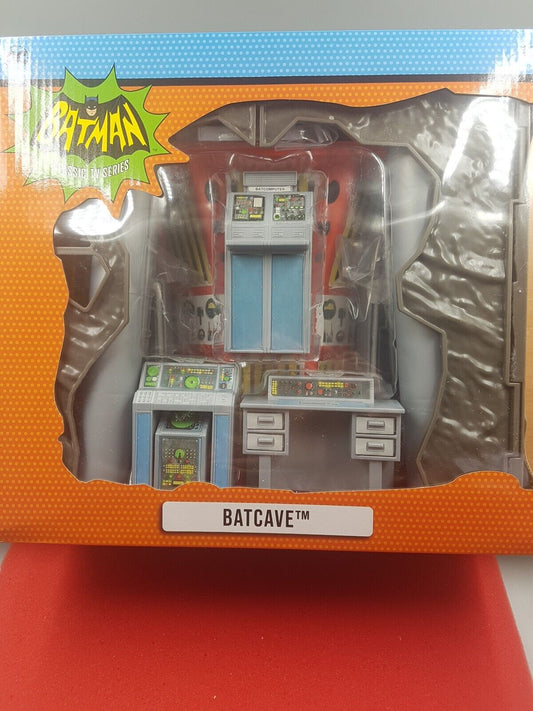 BATMAN
CLASSIC TV SERIES
BATCOMPUTER
BATCAVE™